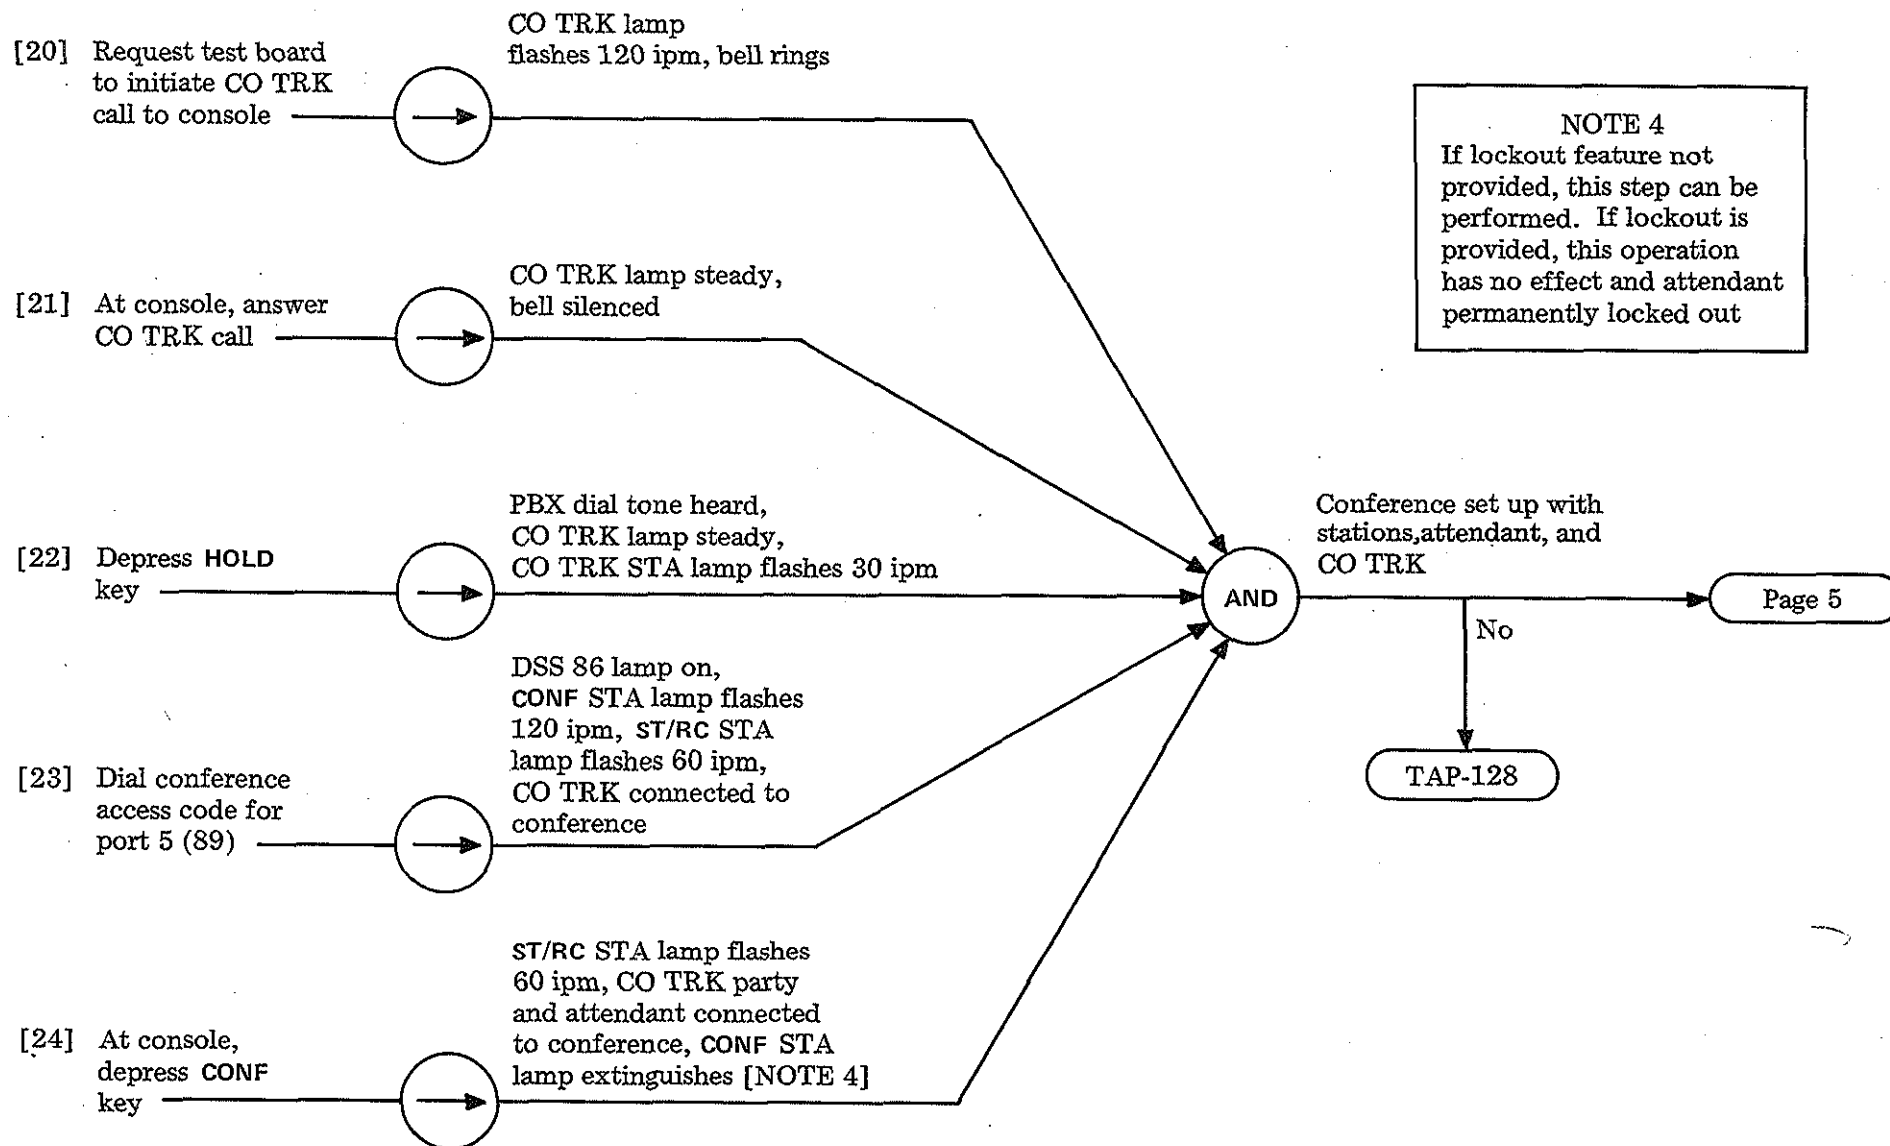 [20] Request test board
to initiate CO TRK
call to console
CO TRK lamp
flashes 120 ipm, bell rings
NOTE 4
If lockout feature not
provided, this step can be
performed. If lockout is
provided, this operation
has no effect and attendant
permanently locked out
[21] At console, answer
CO TRK call
CO TRK lamp steady,
bell silenced
[22] Depress HOLD
key
PBX dial tone heard,
CO TRK lamp steady,
CO TRK STA lamp flashes 30 ipm
AND
Conference set up with
stations,attendant, and
CO TRK
Page 5
No
TAP-128
[23] Dial conference
access code for
port 5 (89)
DSS 86 lamp on,
CONF STA lamp flashes
120 ipm, ST/RC STA
lamp flashes 60 ipm,
CO TRK connected to
conference
[24] At console,
depress CONF
key
ST/RC STA lamp flashes
60 ipm, CO TRK party
and attendant connected
to conference, CONF STA
lamp extinguishes [NOTE 4]